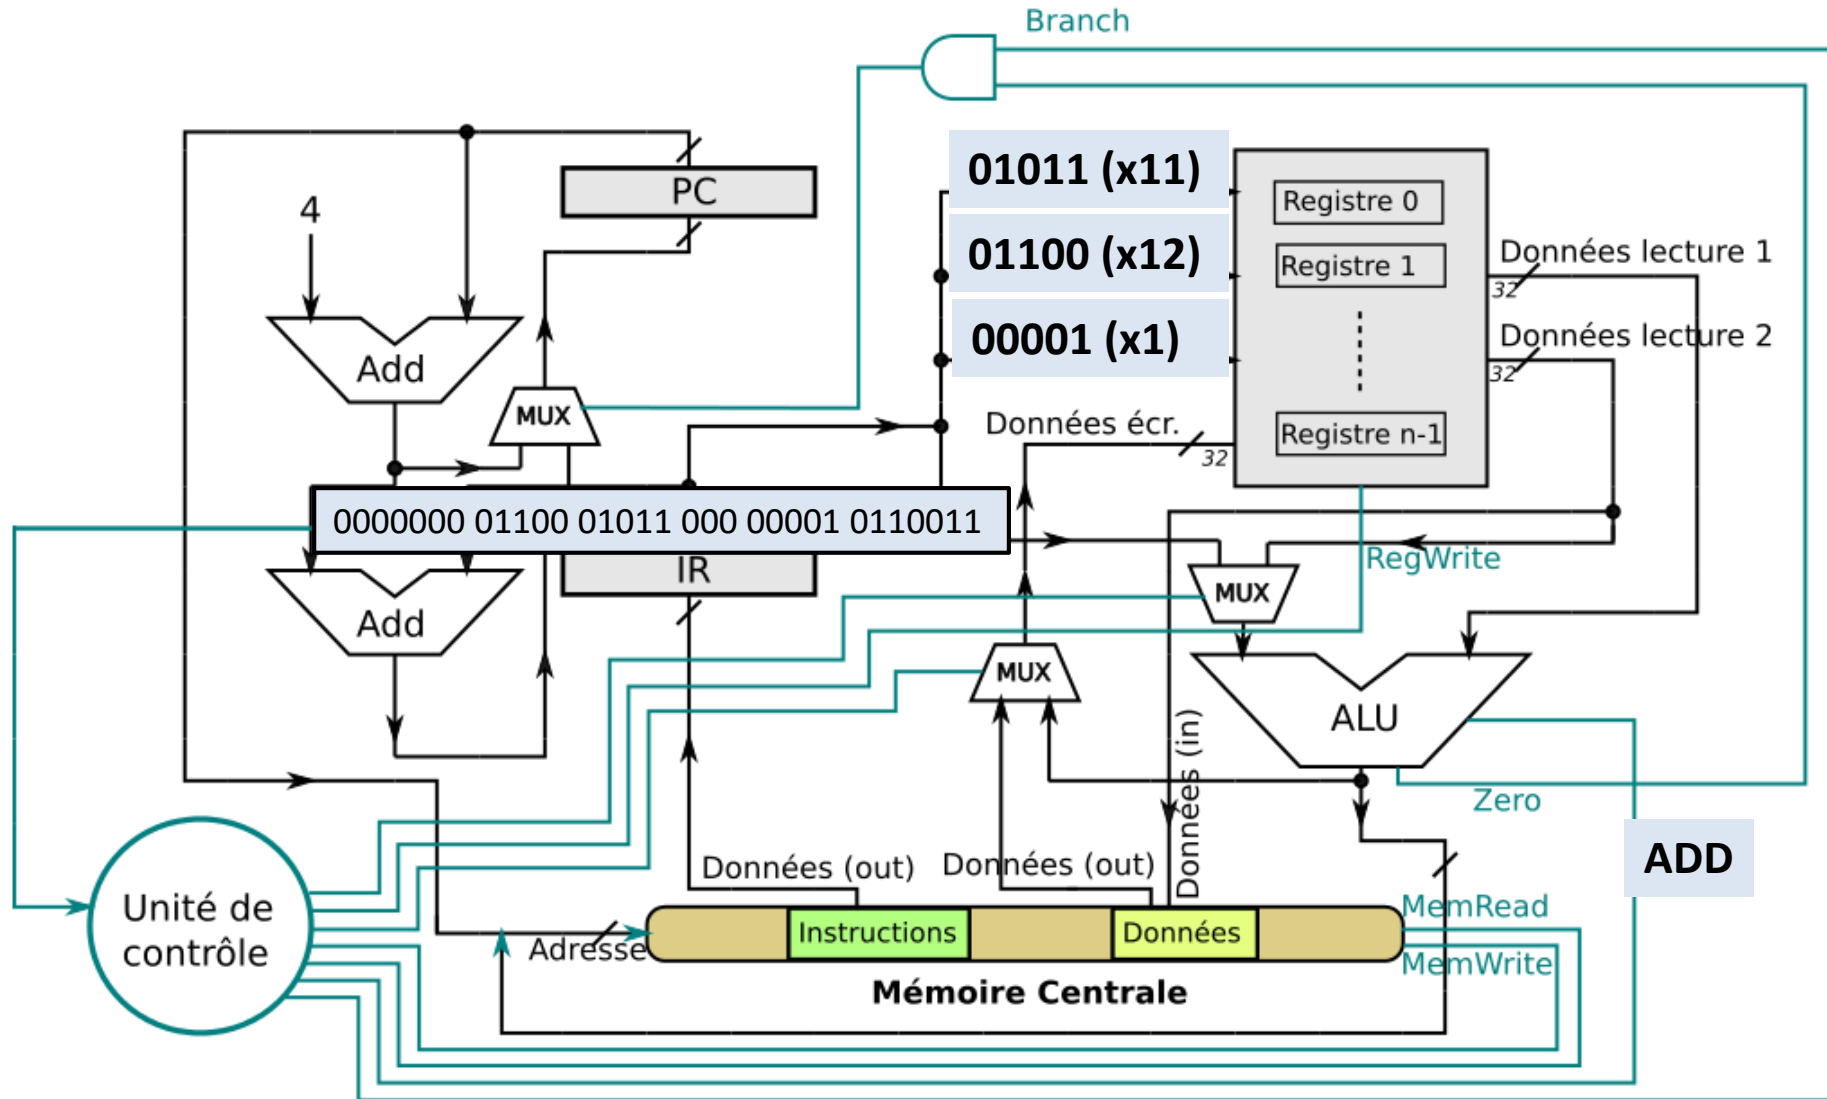 Branch
01011 (x11)
PC
Registre 0
4
01100 (x12)
Données lecture 1
Registre 1
32
00001 (x1)
Données lecture 2
Add
32
MUX
Données écr.
Registre n-1
32
0000000 01100 01011 000 00001 0110011
RegWrite
IR
MUX
Add
MUX
ALU
Données (in)
Zero
ADD
Données (out)
Données (out)
Unité de
contrôle
MemRead
Adresse
Instructions
Données
MemWrite
Mémoire Centrale